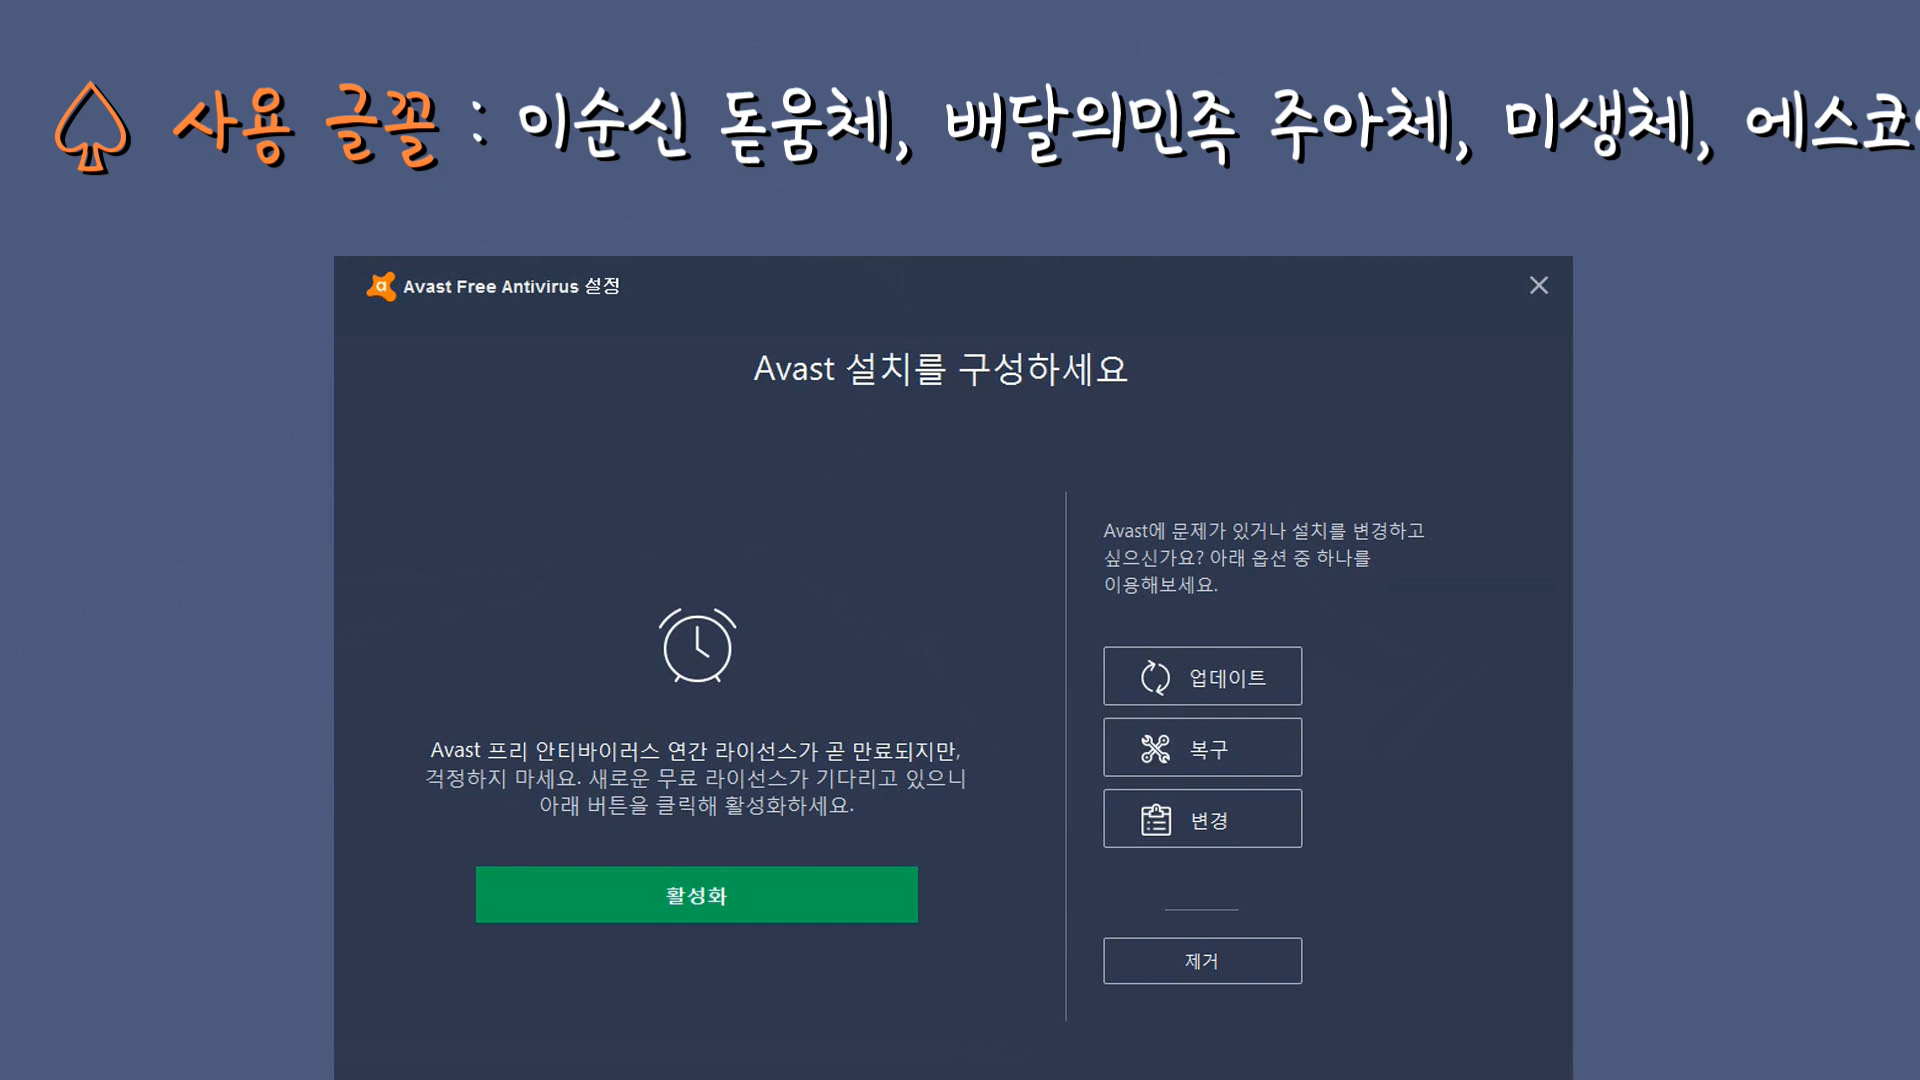 사용 글꼴 : 이순신 돋움체, 배달의민족 주아체, 미생체, 에스코
Avast Free Antivirus 설정
Avast 설치를 구성하세요
Avast 프리 안티바이러스 연간 라이선스가 곧 만료되지만,
걱정하지 마세요. 새로운 무료 라이선스가 기다리고 있으니
아래 버튼을 클릭해 활성화하세요.
활성화
Avast에 문제가 있거나 설치를 변경하고
싶으신가요? 아래 옵션 중 하나를
이용해보세요.
업데이트
복구
변경
제거